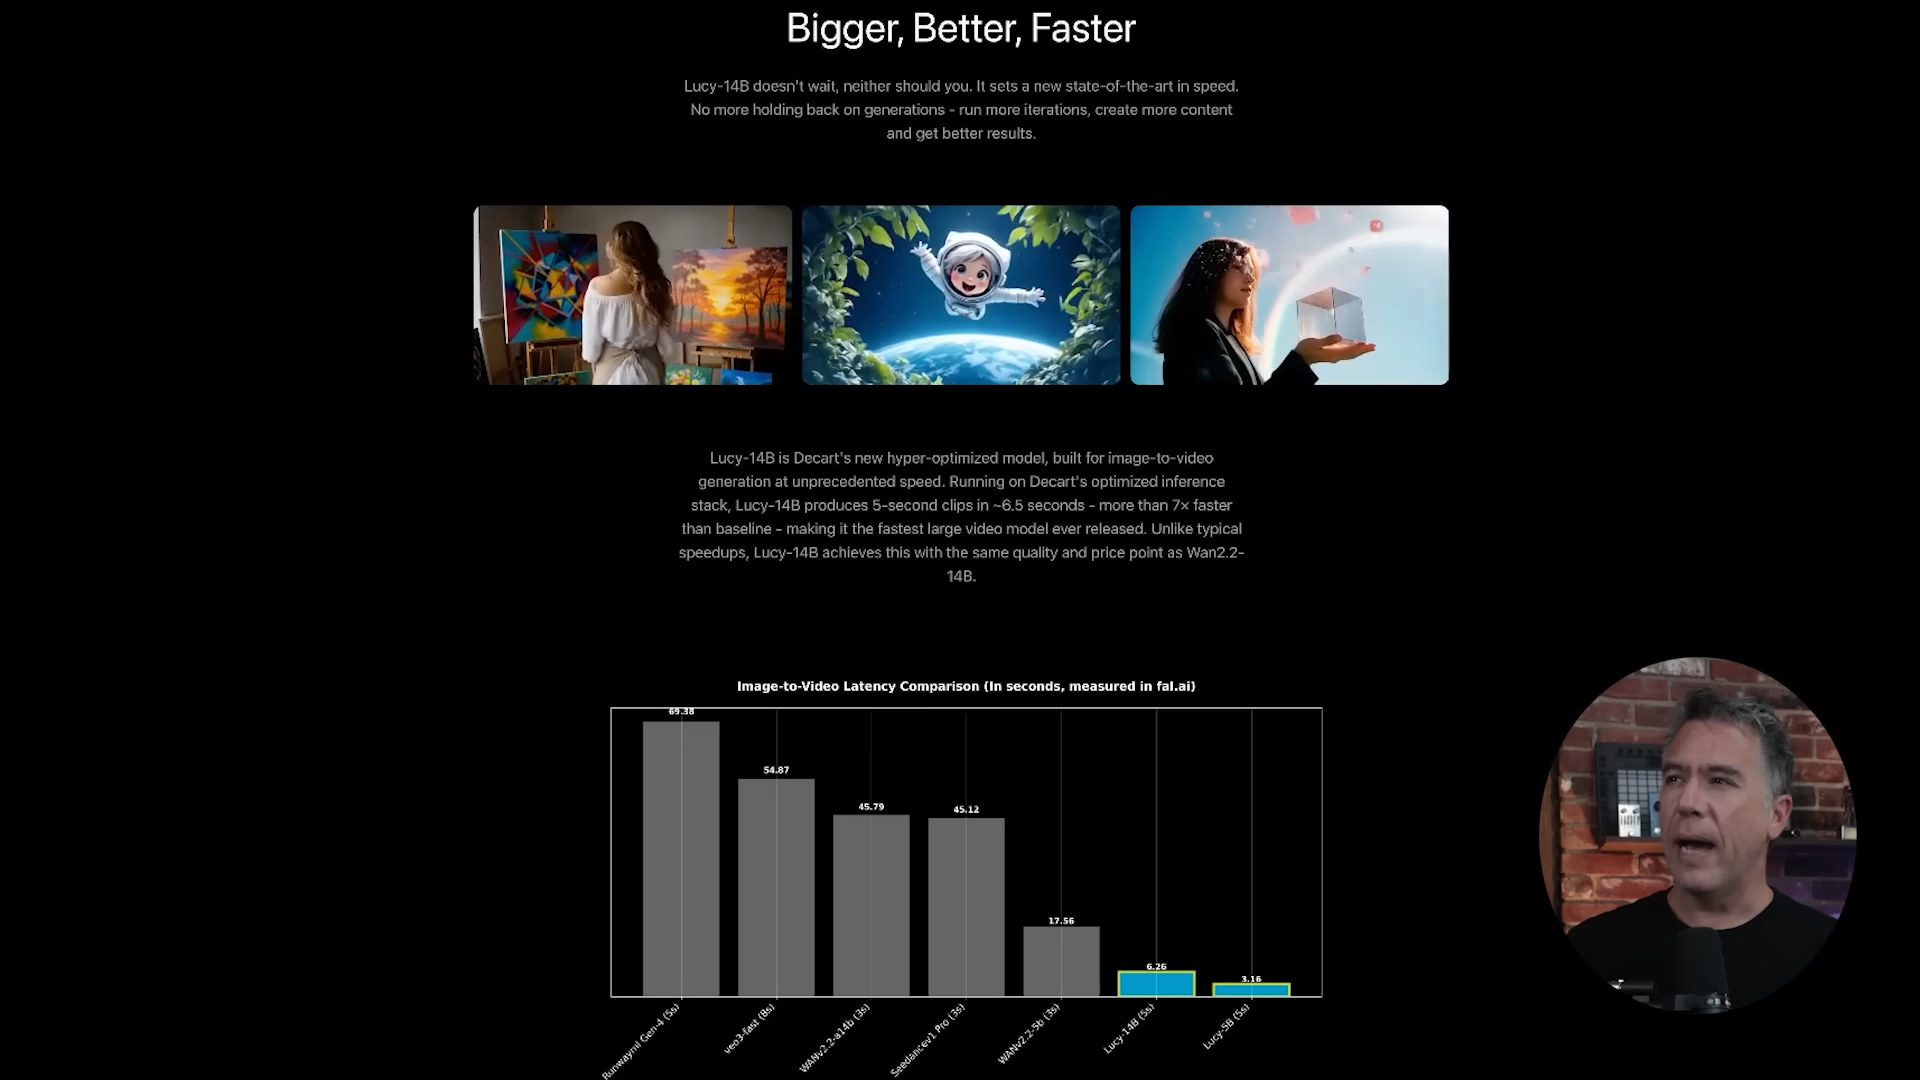 Bigger, Better, Faster
Lucy-14B doesn't wait, neither should you. It sets a new state-of-the-art in speed.
No more holding back on generations - run more iterations, create more content
and get better results.
Lucy-14B is Decart's new hyper-optimized model, built for image-to-video
generation at unprecedented speed. Running on Decart's optimized inference
stack, Lucy-14B produces 5-second clips in ~6.5 seconds - more than 7× faster
than baseline - making it the fastest large video model ever released. Unlike typical
speedups, Lucy-14B achieves this with the same quality and price point as Wan2.2-
14B.
Image-to-Video Latency Comparison (In seconds, measured in fal.ai)
69.38
54.87
45.79
45.12
17.56
6.26
3.16
Runwayml Gen-4 (5s)
veo3-fast (8s)
WANv2.2-a14b (3s)
Seedancev1 Pro (3s)
WANv2.2-5b (3s)
Lucy-14B (5s)
Lucy-5B (5s)